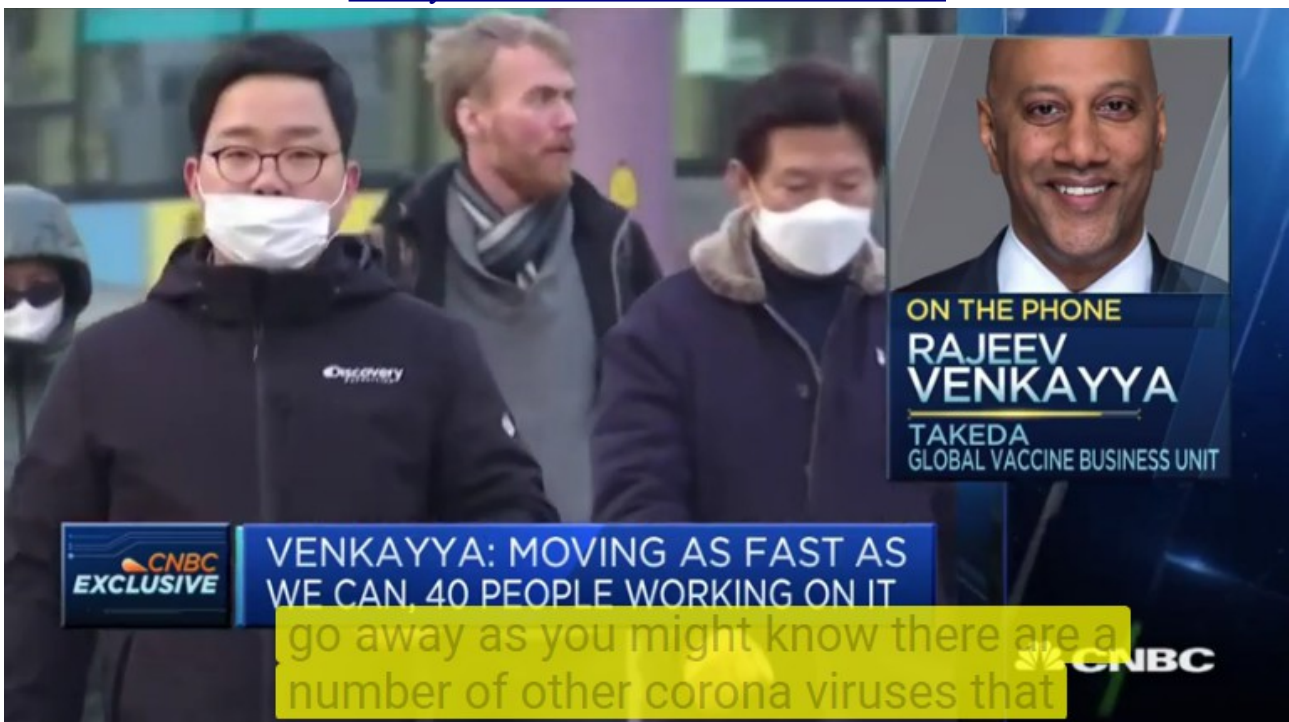 Discovery
ON THE PHONE
RAJEEV
VENKAYYA
TAKEDA
GLOBAL VACCINE BUSINESS UNIT
CNBC
EXCLUSIVE
VENKAYYA: MOVING AS FAST AS
WE CAN, 40 PEOPLE WORKING ON IT
go away as you might know there are a
number of other corona viruses that
CNBC